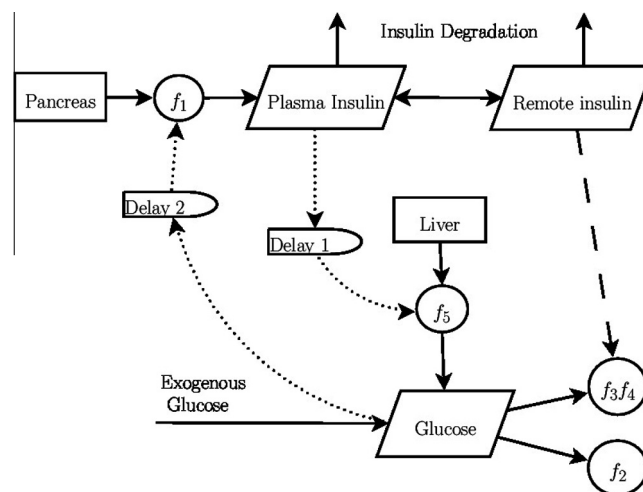 Insulin Degradation
Pancreas
f₁
Plasma Insulin
Remote insulin
Delay 2
Delay 1
Liver
f₅
Exogenous
Glucose
Glucose
f₃f₄
f₂